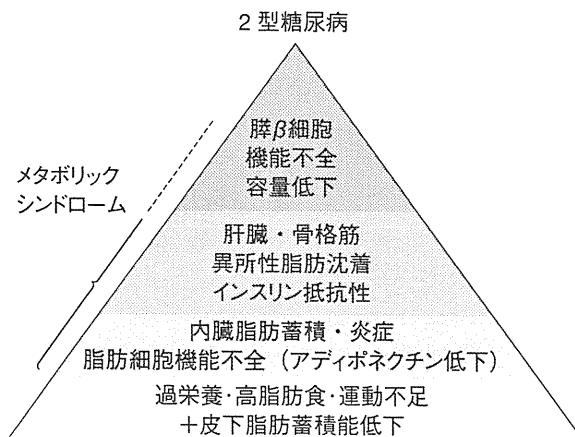 2型糖尿病
膵β細胞
機能不全
容量低下
メタボリック
シンドローム
肝臓・骨格筋
異所性脂肪沈着
インスリン抵抗性
内臓脂肪蓄積・炎症
脂肪細胞機能不全(アディポネクチン低下)
過栄養・高脂肪食・運動不足
+皮下脂肪蓄積能低下